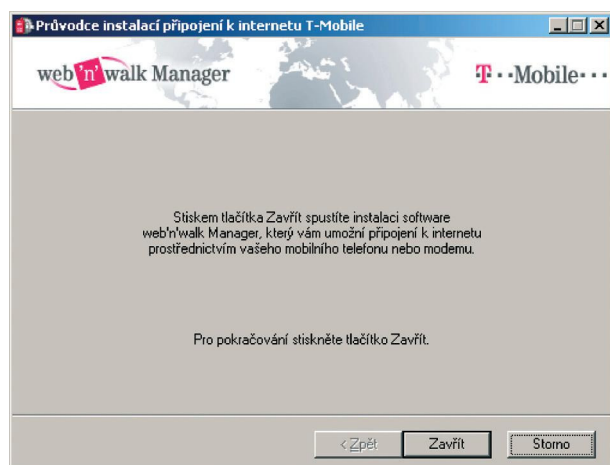 Průvodce instalací připojení k internetu T-Mobile
web'n'walk Manager
T··Mobile···
Stiskem tlačítka Zavřít spustíte instalaci software
web'n'walk Manager, který vám umožní připojení k internetu
prostřednictvím vašeho mobilního telefonu nebo modemu.
Pro pokračování stiskněte tlačítko Zavřít.
< Zpět
Zavřít
Storno